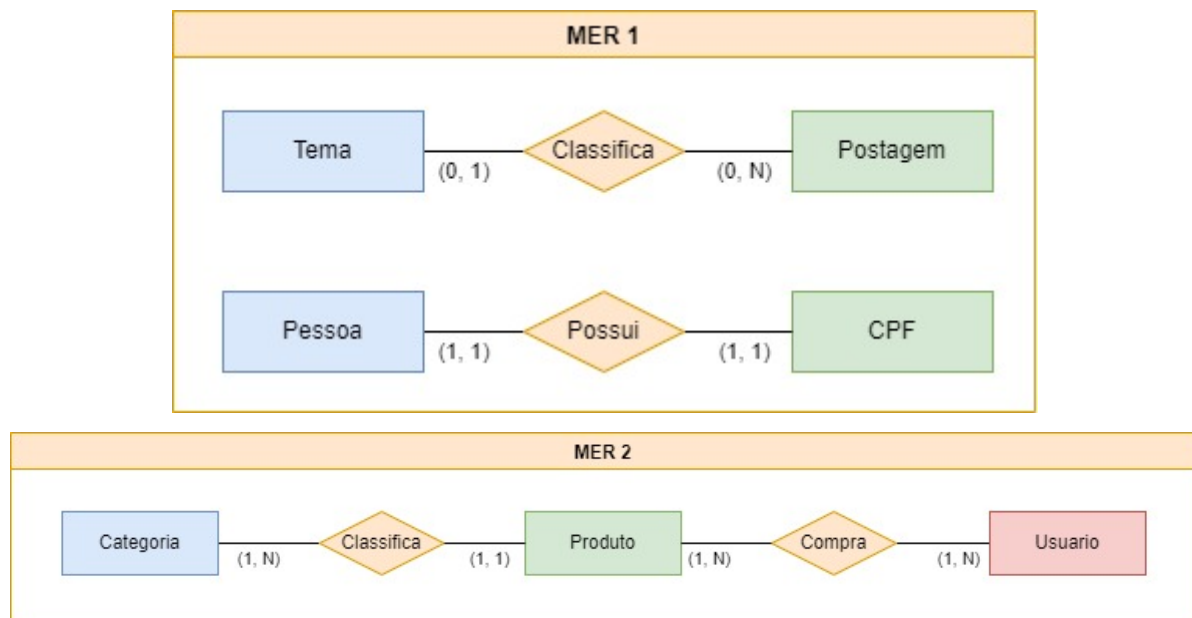 MER 1
Tema
Classifica
Postagem
(0, 1)
(0, N)
Pessoa
Possui
CPF
(1, 1)
(1, 1)
MER 2
Categoria
Classifica
Produto
Compra
Usuario
(1, N)
(1, 1)
(1, N)
(1, N)